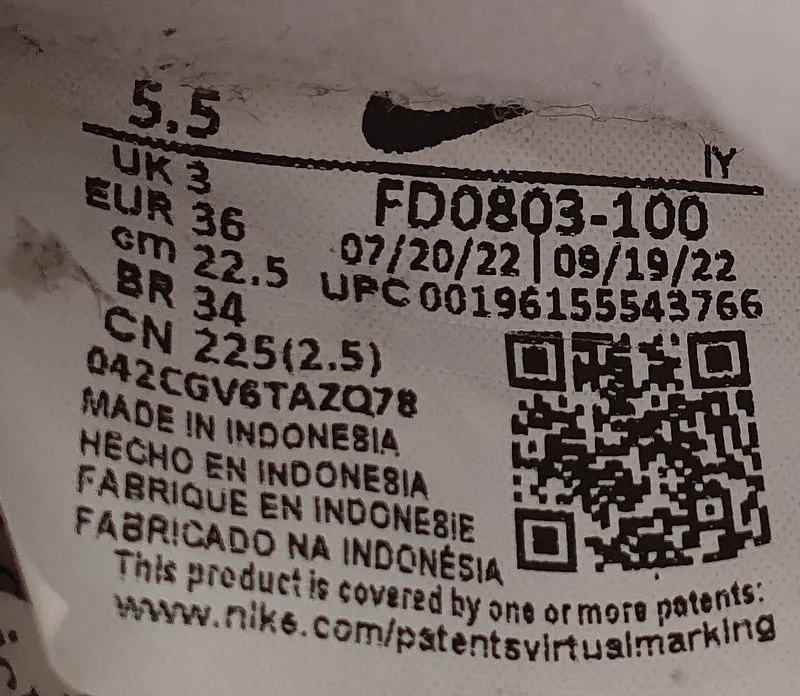 5.5
IY
UK 3
EUR 36
cm 22.5
BR 34
CN 225(2.5)
FD0803-100
07/20/22 | 09/19/22
UPC 00196155543766
042CGV6TAZQ78
MADE IN INDONESIA
HECHO EN INDONESIA
FABRIQUE EN INDONESIE
FABRICADO NA INDONÉSIA
This product is covered by one or more patents:
www.nike.com/patentsvirtualmarking